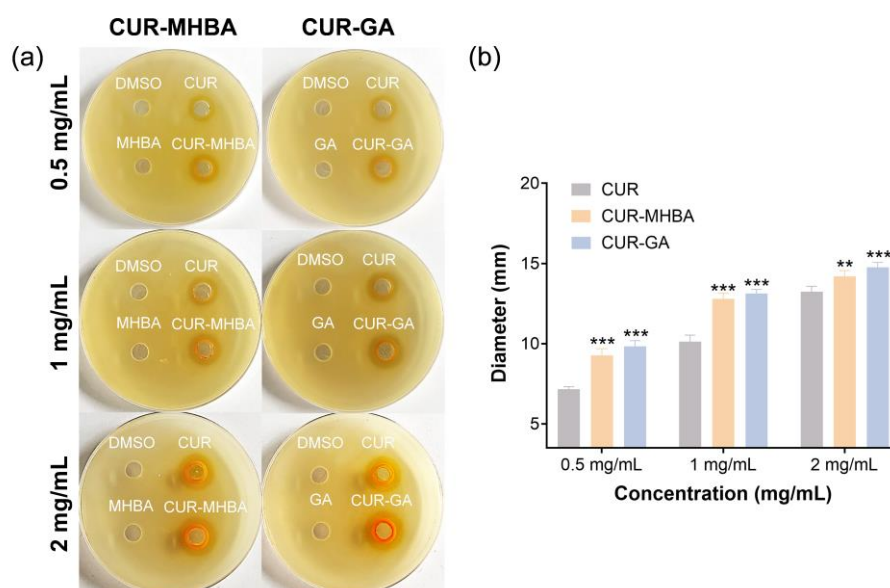 CUR-MHBA CUR-GA
(a)
0.5 mg/mL
DMSO CUR
MHBA CUR-MHBA
DMSO CUR
GA CUR-GA
1 mg/mL
DMSO CUR
MHBA CUR-MHBA
DMSO CUR
GA CUR-GA
2 mg/mL
DMSO CUR
MHBA CUR-MHBA
DMSO CUR
GA CUR-GA
(b)
Diameter (mm)
20
15
10
5
CUR
CUR-MHBA
CUR-GA
*** ***
*** ***
** ***
0.5 mg/mL 1 mg/mL 2 mg/mL
Concentration (mg/mL)